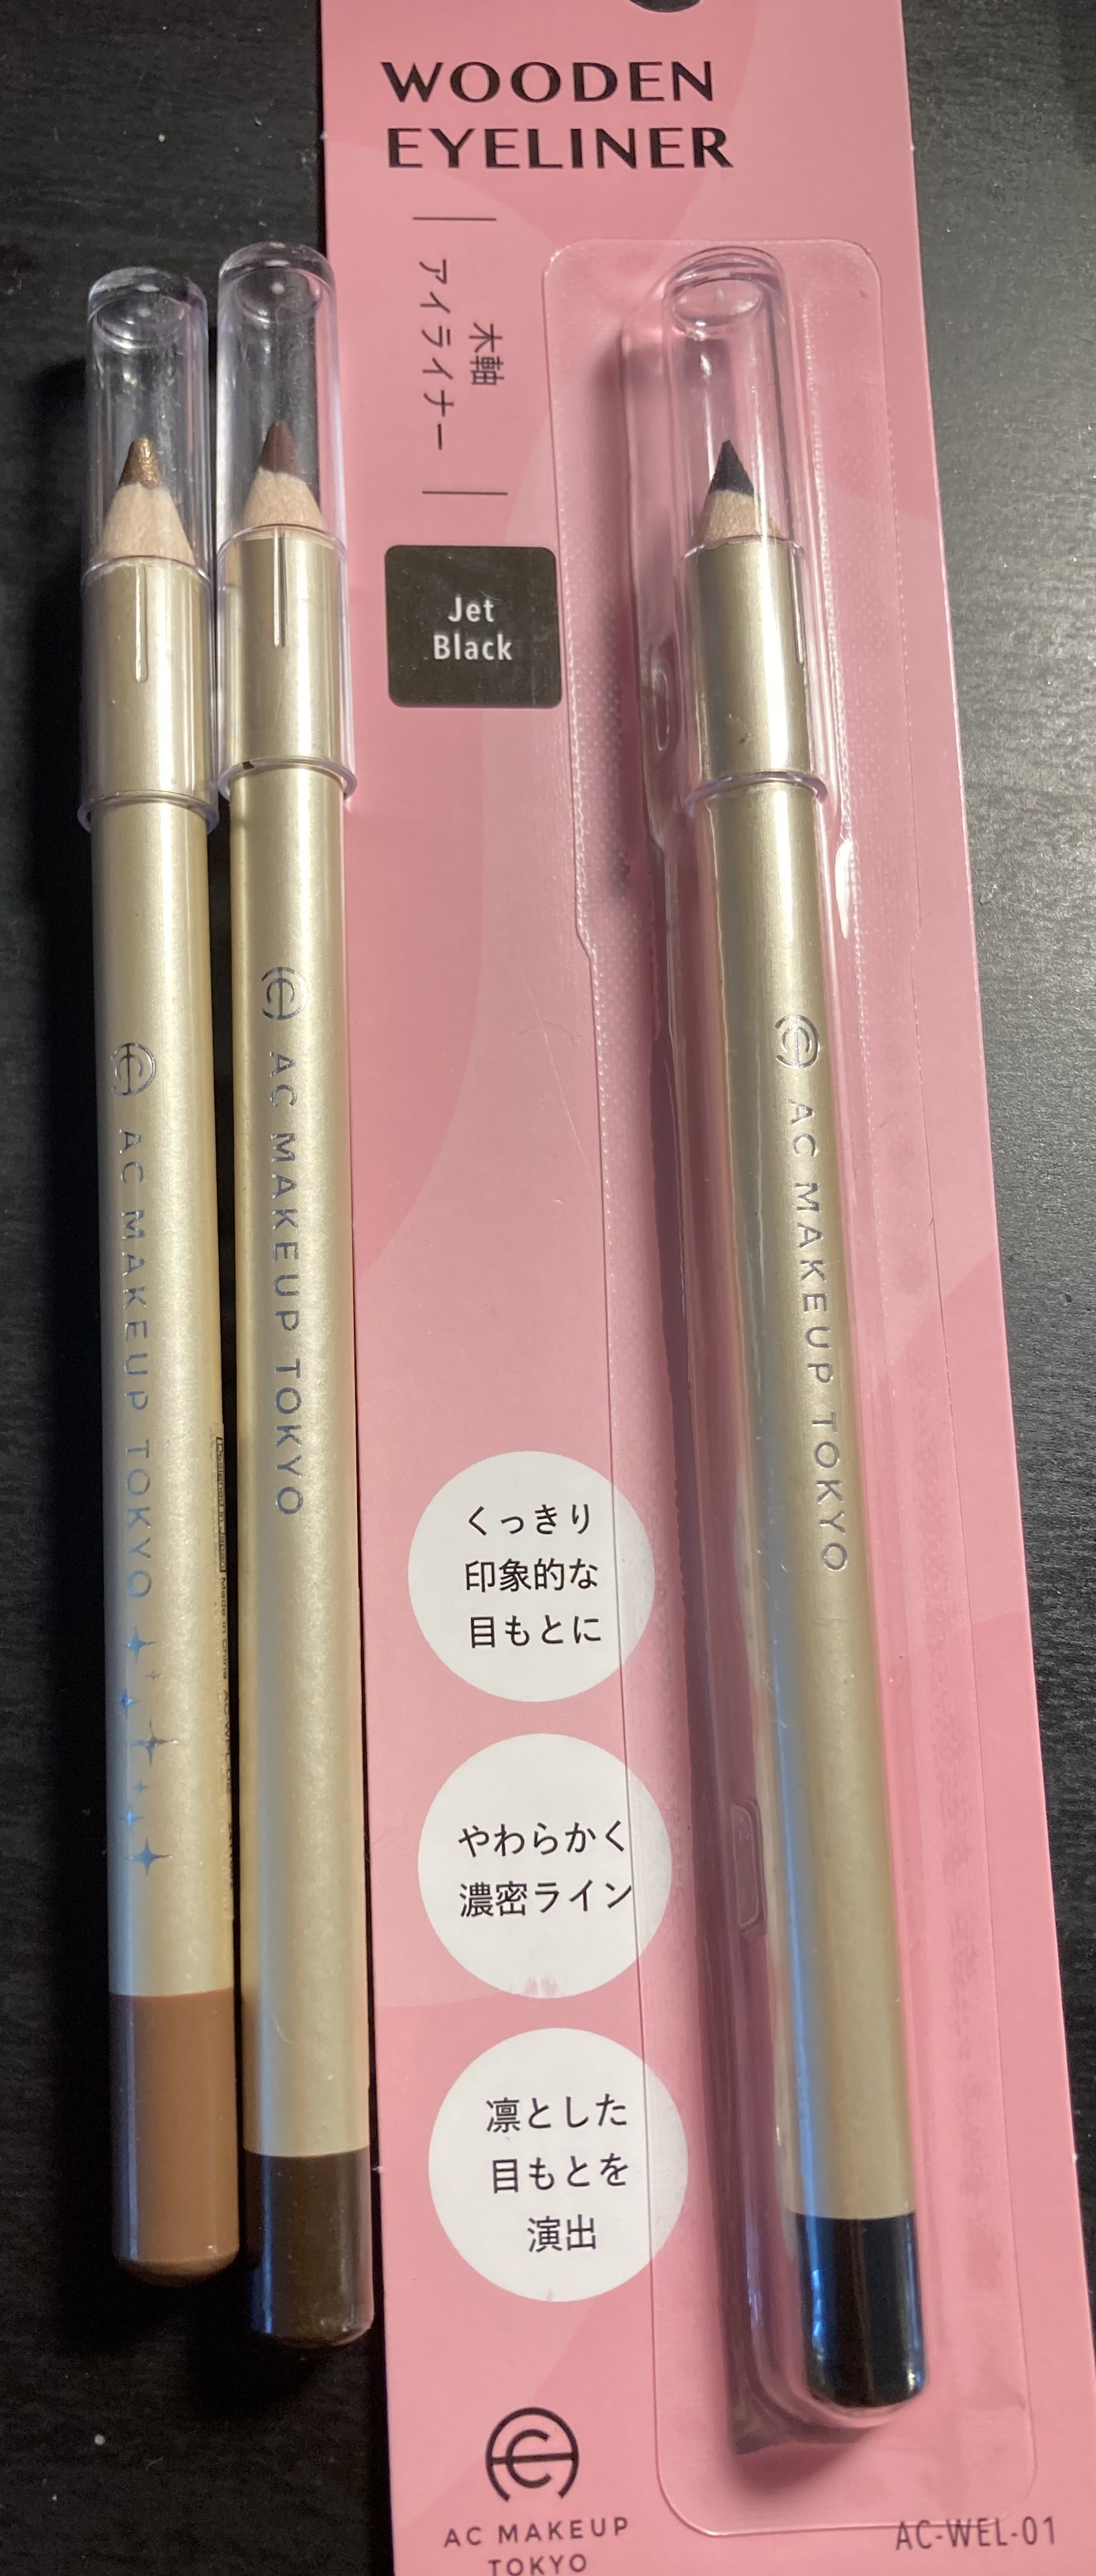 WOODEN
EYELINER
木軸
アイライナー
Jet
Black
AC MAKEUP TOKYO
AC MAKEUP TOKYO
AC MAKEUP TOKYO
くっきり
印象的な
目もとに
やわらかく
濃密ライン
凛とした
目もとを
演出
AC MAKEUP
TOKYO
AC-WEL-01